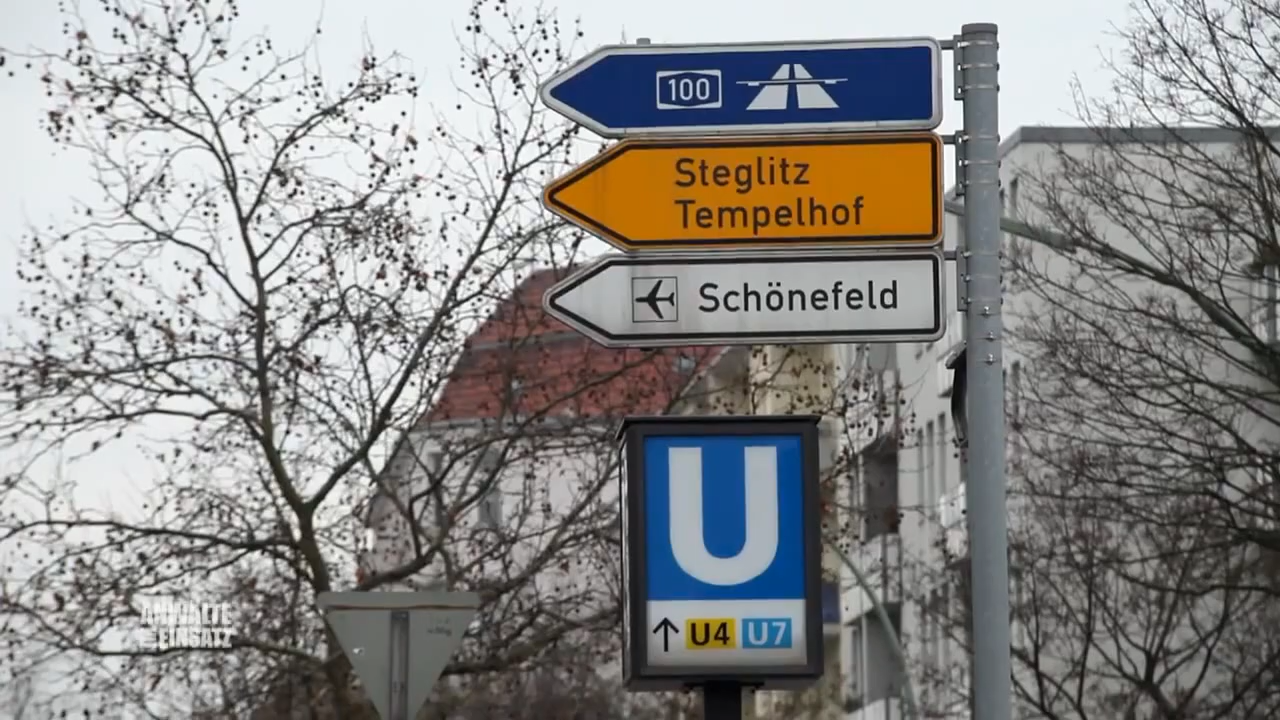 100
Steglitz
Tempelhof
Schönefeld
U
U4 U7
ANWÄLTE
IM EINSATZ